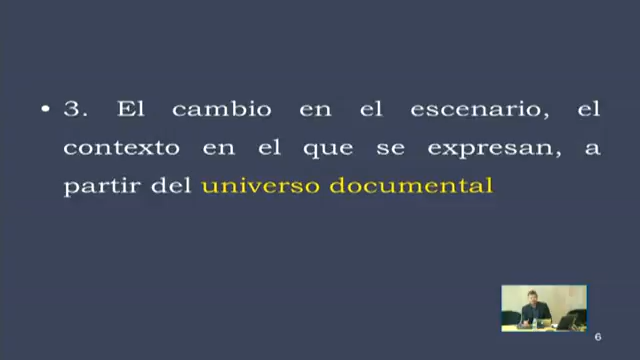 • 3. El cambio en el escenario, el
contexto en el que se expresan, a
partir del universo documental
6